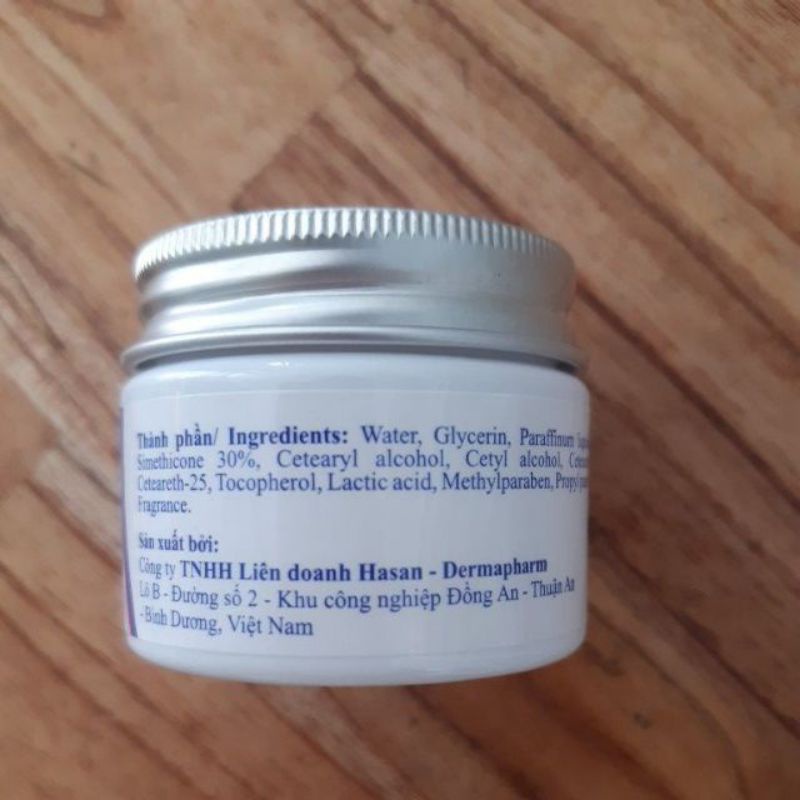 Thành phần/ Ingredients: Water, Glycerin, Paraffinum
Simethicone 30%, Cetearyl alcohol, Cetyl alcohol,
Ceteareth-25, Tocopherol, Lactic acid, Methylparaben,
Fragrance.
Sản xuất bởi:
Công ty TNHH Liên doanh Hasan - Dermapharm
Lô B - Đường số 2 - Khu công nghiệp Đồng An - Thuận An
- Bình Dương, Việt Nam